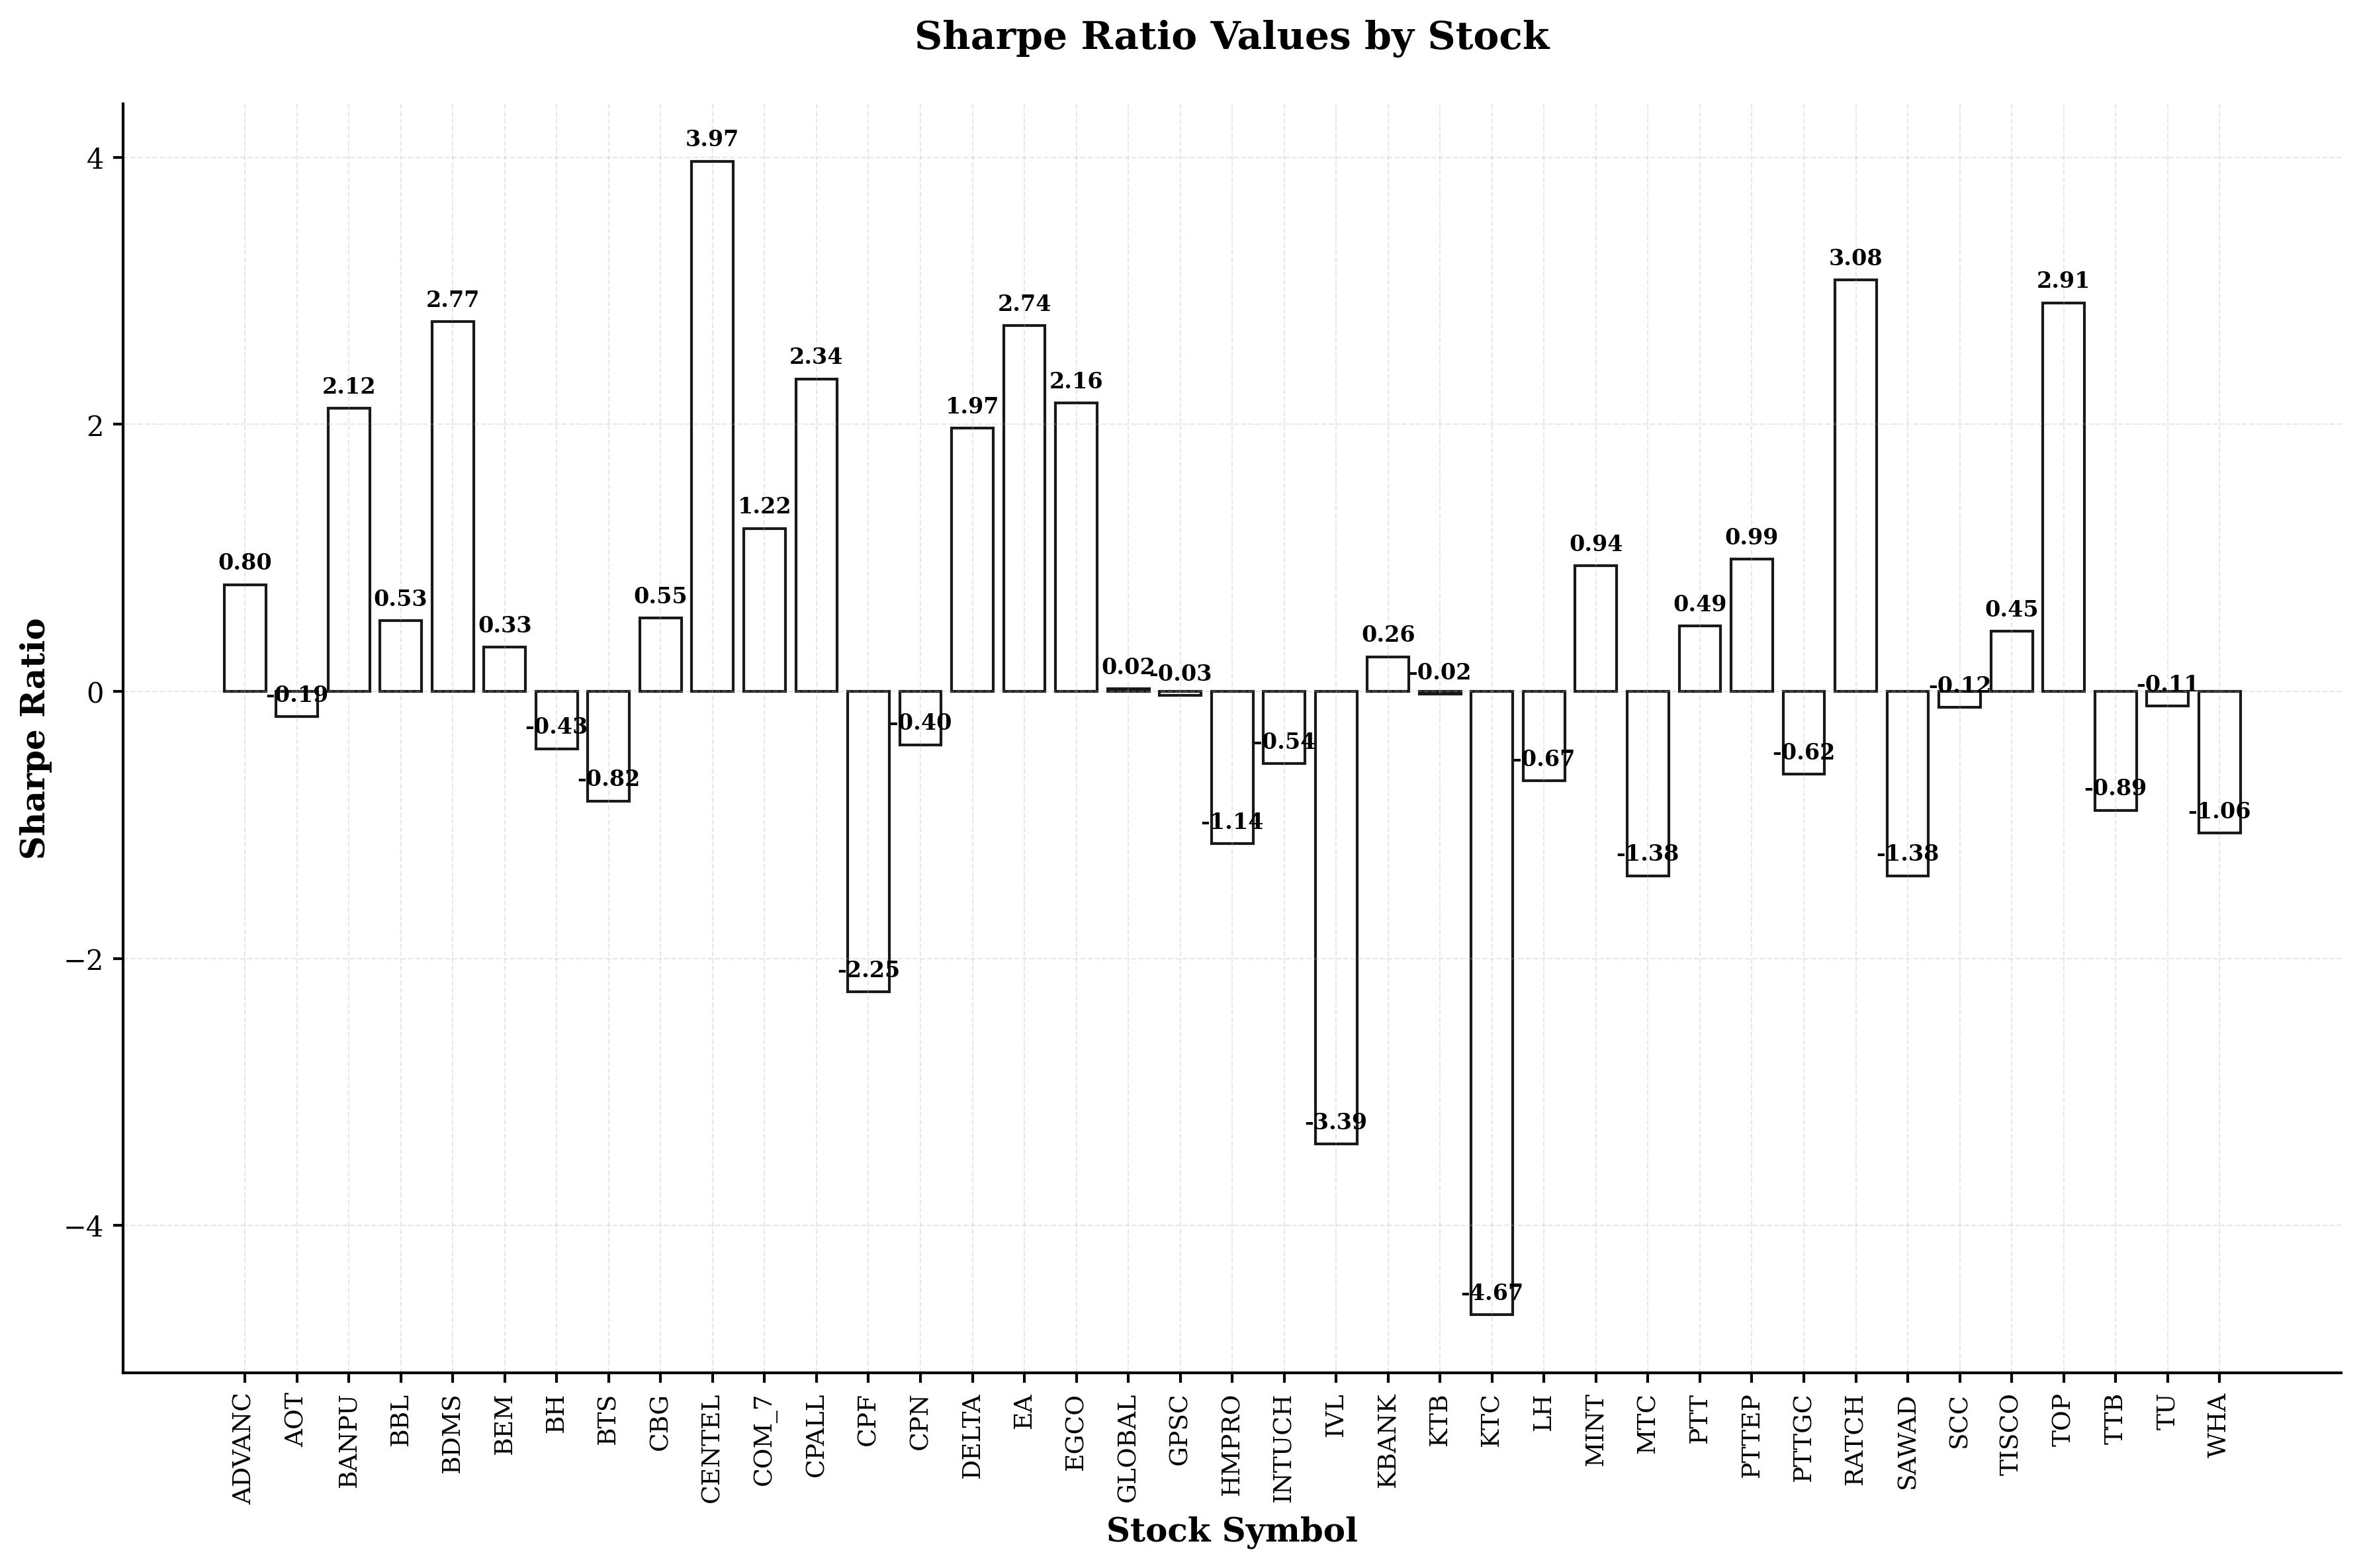 Sharpe Ratio Values by Stock
Sharpe Ratio
4
2
0
−2
−4
0.80
-0.19
2.12
0.53
2.77
0.33
-0.43
-0.82
0.55
3.97
1.22
2.34
-2.25
-0.40
1.97
2.74
2.16
0.02
-0.03
-1.14
-0.54
-3.39
0.26
-0.02
-4.67
-0.67
0.94
-1.38
0.49
0.99
-0.62
3.08
-1.38
-0.12
0.45
2.91
-0.89
-0.11
-1.06
ADVANC
AOT
BANPU
BBL
BDMS
BEM
BH
BTS
CBG
CENTEL
COM_7
CPALL
CPF
CPN
DELTA
EA
EGCO
GLOBAL
GPSC
HMPRO
INTUCH
IVL
KBANK
KTB
KTC
LH
MINT
MTC
PTT
PTTEP
PTTGC
RATCH
SAWAD
SCC
TISCO
TOP
TTB
TU
WHA
Stock Symbol